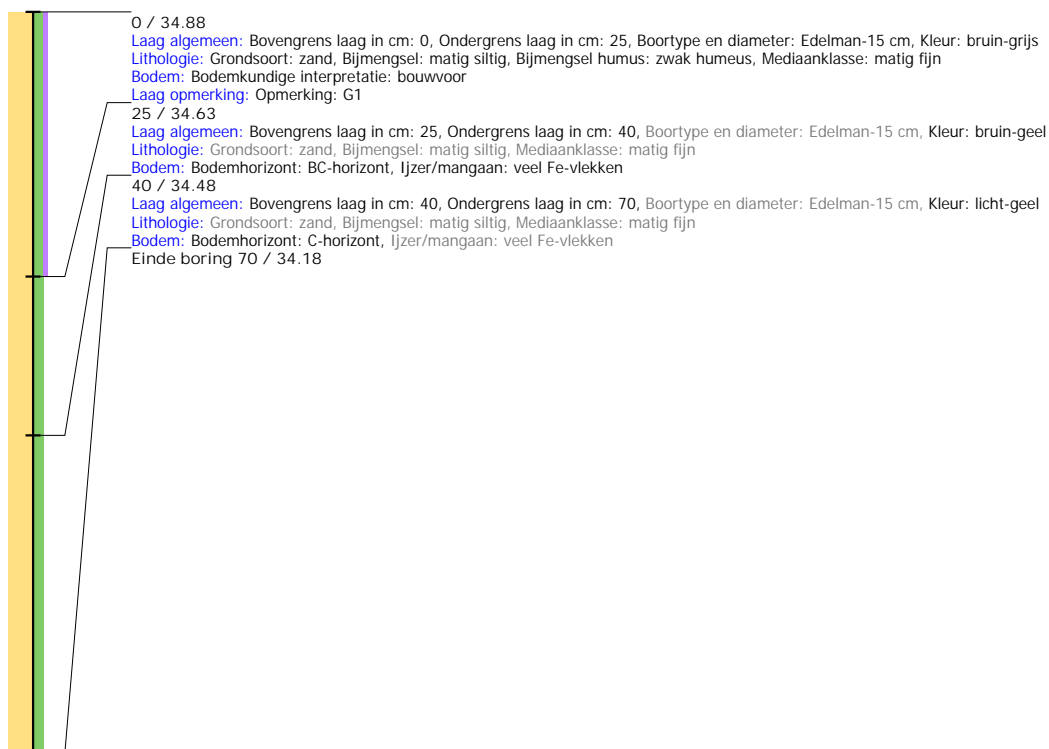 0 / 34.88
Laag algemeen: Bovengrens laag in cm: 0, Ondergrens laag in cm: 25, Boortype en diameter: Edelman-15 cm, Kleur: bruin-grijs
Lithologie: Grondsoort: zand, Bijmengsel: matig siltig, Bijmengsel humus: zwak humeus, Mediaanklasse: matig fijn
Bodem: Bodemkundige interpretatie: bouwvoor
Laag opmerking: Opmerking: G1
25 / 34.63
Laag algemeen: Bovengrens laag in cm: 25, Ondergrens laag in cm: 40, Boortype en diameter: Edelman-15 cm, Kleur: bruin-geel
Lithologie: Grondsoort: zand, Bijmengsel: matig siltig, Mediaanklasse: matig fijn
Bodem: Bodemhorizont: BC-horizont, Ijzer/mangaan: veel Fe-vlekken
40 / 34.48
Laag algemeen: Bovengrens laag in cm: 40, Ondergrens laag in cm: 70, Boortype en diameter: Edelman-15 cm, Kleur: licht-geel
Lithologie: Grondsoort: zand, Bijmengsel: matig siltig, Mediaanklasse: matig fijn
Bodem: Bodemhorizont: C-horizont, Ijzer/mangaan: veel Fe-vlekken
Einde boring 70 / 34.18